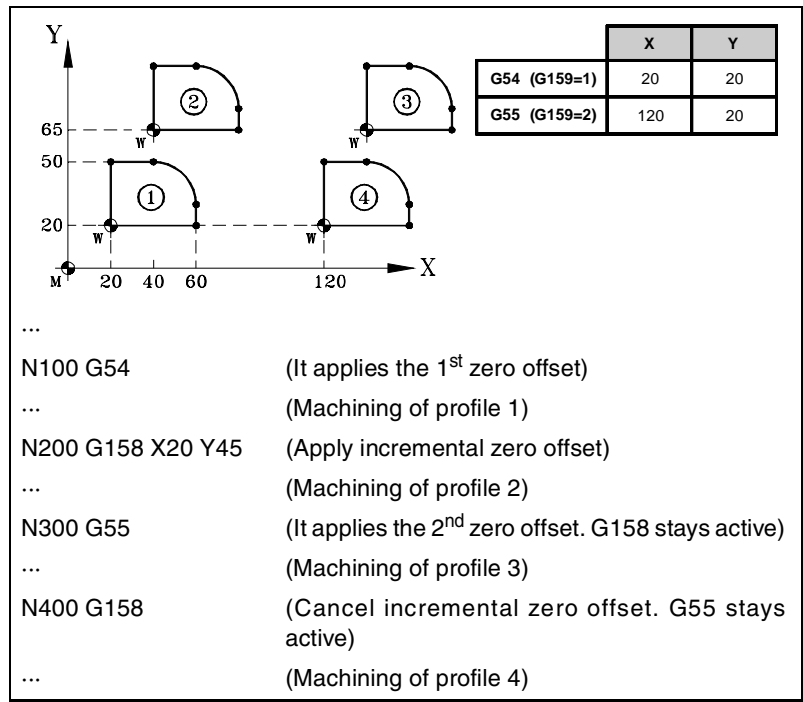 Y
X Y
G54 (G159=1) 20 20
G55 (G159=2) 120 20
2 3
65
W W
50
1 4
20
W W
M 20 40 60 120 X
...
N100 G54 (It applies the 1st zero offset)
... (Machining of profile 1)
N200 G158 X20 Y45 (Apply incremental zero offset)
... (Machining of profile 2)
N300 G55 (It applies the 2nd zero offset. G158 stays active)
... (Machining of profile 3)
N400 G158 (Cancel incremental zero offset. G55 stays
active)
... (Machining of profile 4)